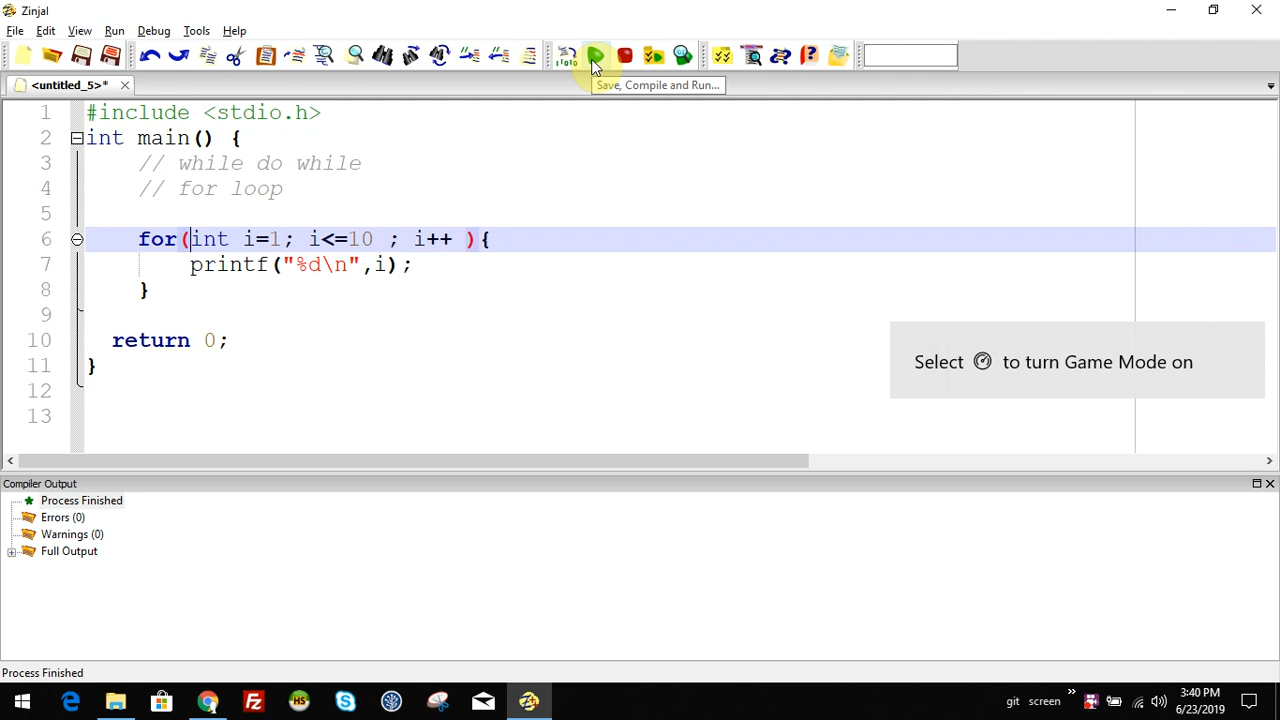 Zinjal
File Edit View Run Debug Tools Help
<untitled_5>*
Save, Compile and Run...
1 #include <stdio.h>
2 int main() {
3 // while do while
4 // for loop
5
6 for(int i=1; i<=10 ; i++ ){
7 printf("%d\n",i);
8 }
9
10 return 0;
11 }
12
13
Select to turn Game Mode on
Compiler Output
Process Finished
Errors (0)
Warnings (0)
Full Output
Process Finished
git screen
3:40 PM
6/23/2019